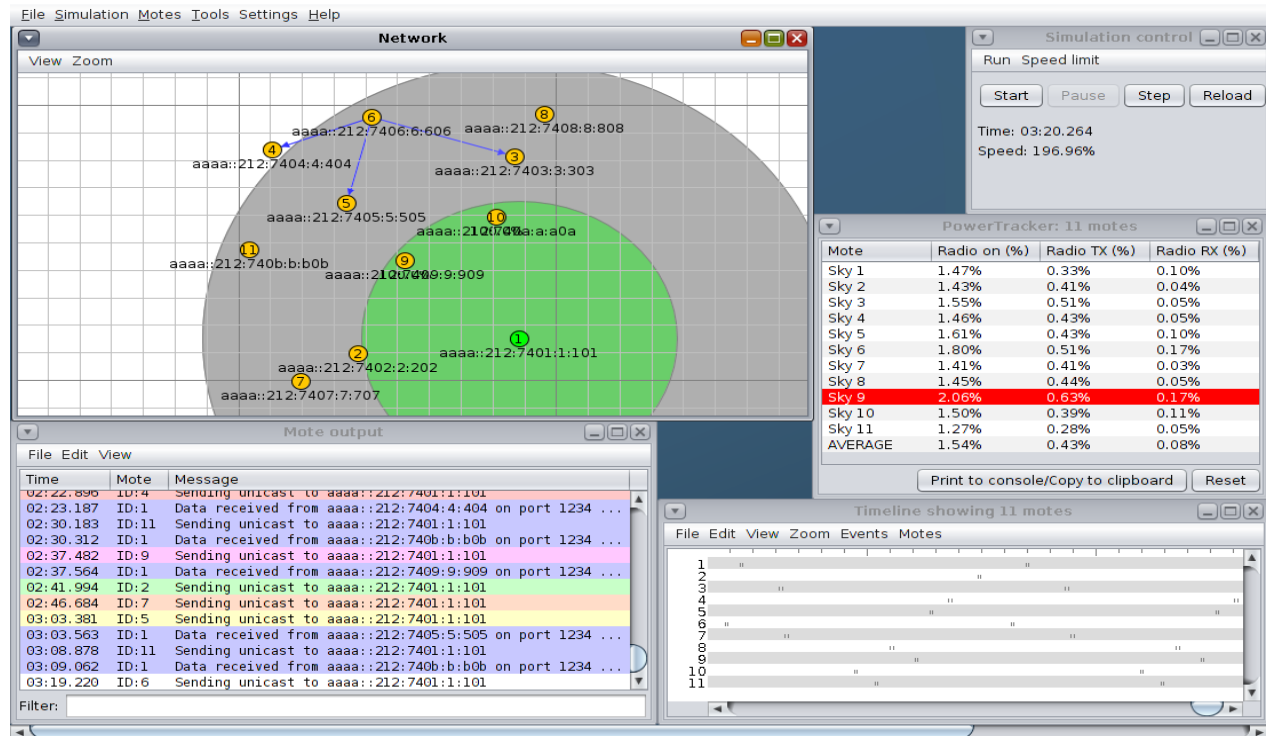 File Simulation Motes Tools Settings Help
Network
View Zoom
6
aaaa::212:7406:6:606
8
aaaa::212:7408:8:808
4
aaaa::212:7404:4:404
3
aaaa::212:7403:3:303
5
aaaa::212:7405:5:505
10
11
aaaa::212:740b:b:b0b
9
2
aaaa::212:7402:2:202
1
aaaa::212:7401:1:101
7
aaaa::212:7407:7:707
Simulation control
Run Speed limit
Start Pause Step Reload
Time: 03:20.264
Speed: 196.96%
PowerTracker: 11 motes
Mote Radio on (%) Radio TX (%) Radio RX (%)
Sky 1 1.47% 0.33% 0.10%
Sky 2 1.43% 0.41% 0.04%
Sky 3 1.55% 0.51% 0.05%
Sky 4 1.46% 0.43% 0.05%
Sky 5 1.61% 0.43% 0.10%
Sky 6 1.80% 0.51% 0.17%
Sky 7 1.41% 0.41% 0.03%
Sky 8 1.45% 0.44% 0.05%
Sky 9 2.06% 0.63% 0.17%
Sky 10 1.50% 0.39% 0.11%
Sky 11 1.27% 0.28% 0.05%
AVERAGE 1.54% 0.43% 0.08%
Print to console/Copy to clipboard Reset
Mote output
File Edit View
Time Mote Message
02:22.896 ID:4 Sending unicast to aaaa::212:7401:1:101
02:23.187 ID:1 Data received from aaaa::212:7404:4:404 on port 1234 ...
02:30.183 ID:11 Sending unicast to aaaa::212:7401:1:101
02:30.312 ID:1 Data received from aaaa::212:740b:b:b0b on port 1234 ...
02:37.482 ID:9 Sending unicast to aaaa::212:7401:1:101
02:37.564 ID:1 Data received from aaaa::212:7409:9:909 on port 1234 ...
02:41.994 ID:2 Sending unicast to aaaa::212:7401:1:101
02:46.684 ID:7 Sending unicast to aaaa::212:7401:1:101
03:03.381 ID:5 Sending unicast to aaaa::212:7401:1:101
03:03.563 ID:1 Data received from aaaa::212:7405:5:505 on port 1234 ...
03:08.878 ID:11 Sending unicast to aaaa::212:7401:1:101
03:09.062 ID:1 Data received from aaaa::212:740b:b:b0b on port 1234 ...
03:19.220 ID:6 Sending unicast to aaaa::212:7401:1:101
Filter:
Timeline showing 11 motes
File Edit View Zoom Events Motes
1
2
3
4
5
6
7
8
9
10
11